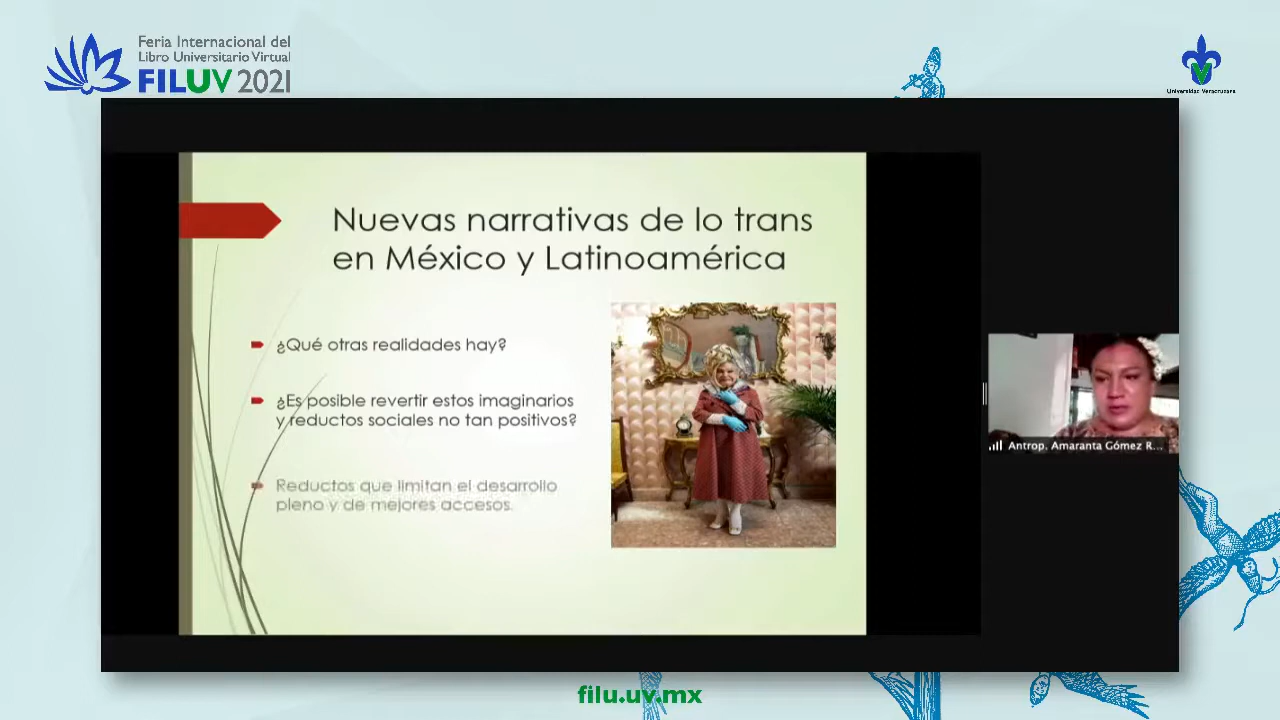 Feria Internacional del
Libro Universitario Virtual
FILUV 2021
Universidad Veracruzana
Nuevas narrativas de lo trans
en México y Latinoamérica
¿Qué otras realidades hay?
¿Es posible revertir estos imaginarios
y reductos sociales no tan positivos?
Reductos que limitan el desarrollo
pleno y de mejores accesos.
Antrop. Amaranta Gómez R...
filu.uv.mx